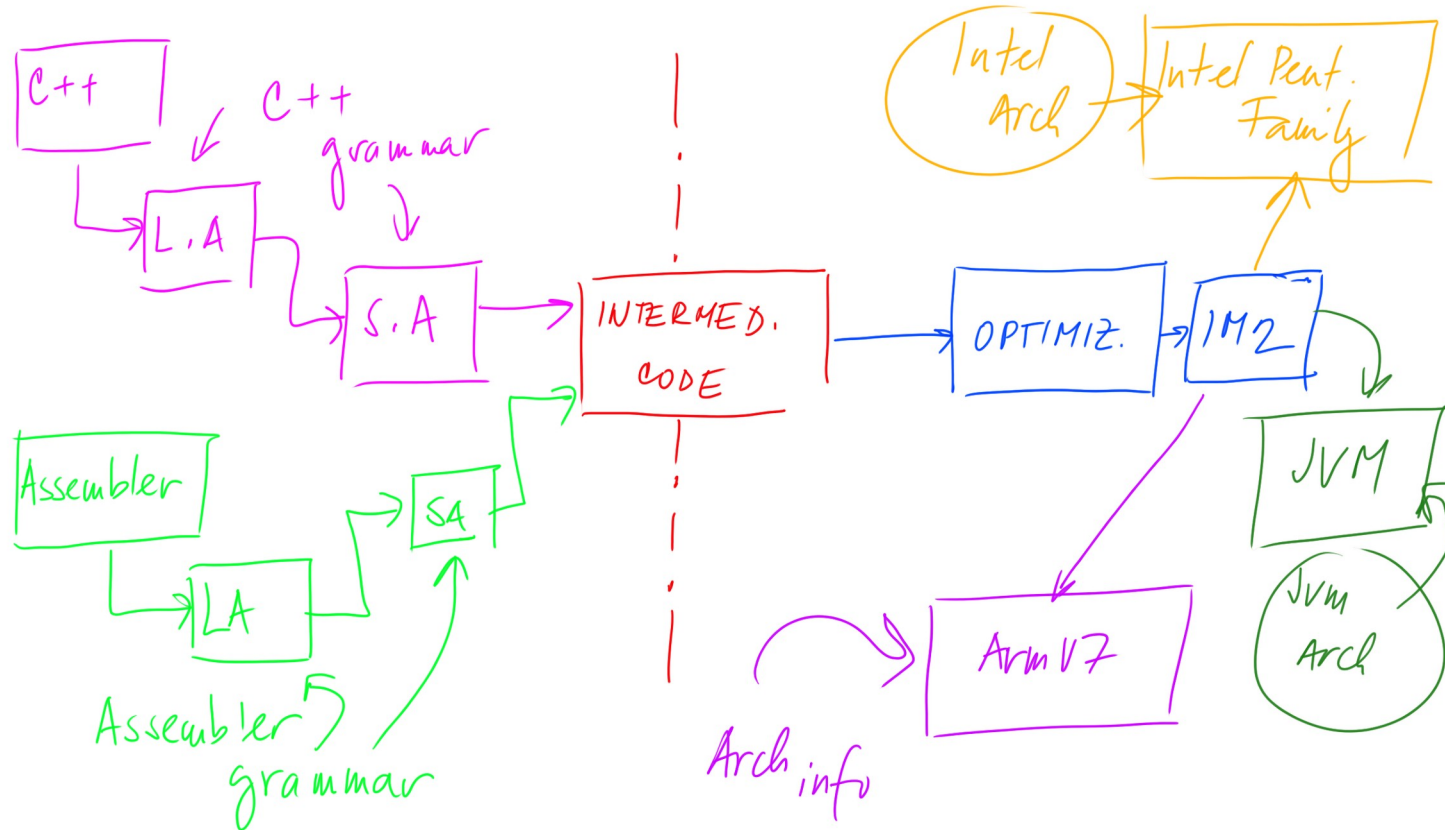 C++
C++
grammar
L.A
S.A
INTERMED.
CODE
OPTIMIZ.
IM2
Intel
Arch
Intel Pent.
Family
JVM
Jvm
Arch
Assembler
LA
SA
Assembler
grammar
ArmV7
Arch info